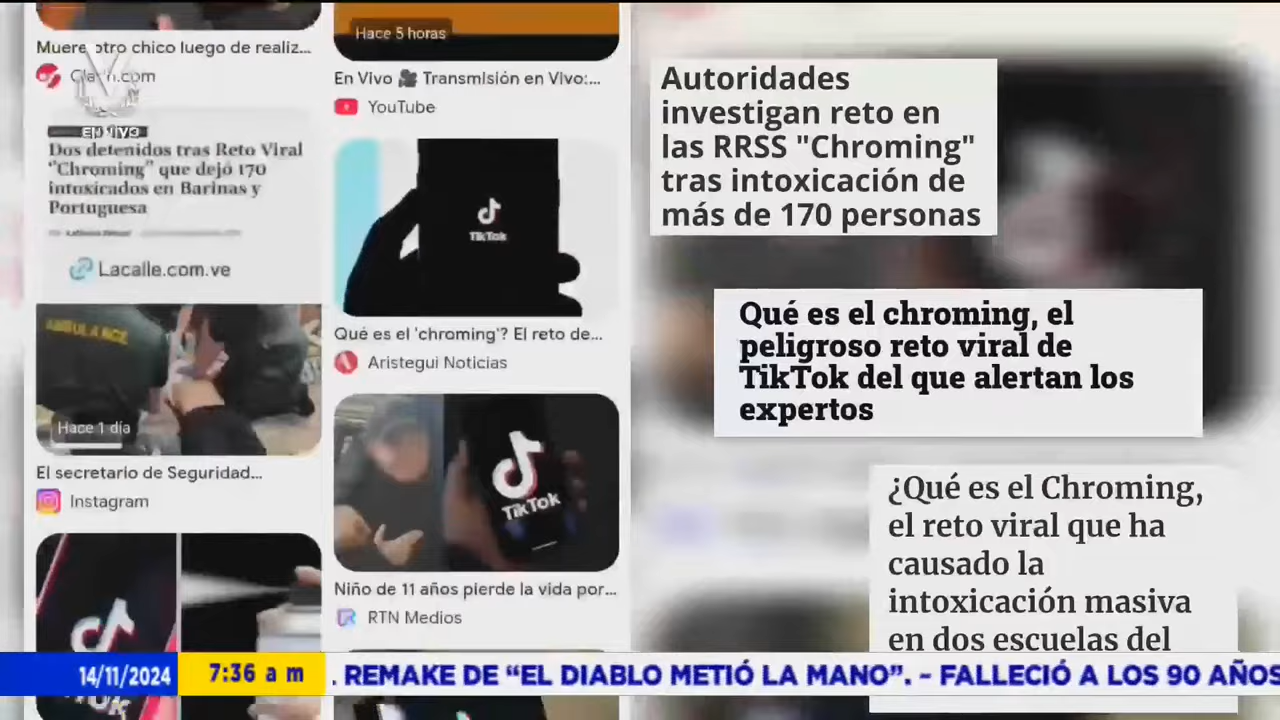 Muere otro chico luego de realiz...
Clarín.com
EN VIVO
Dos detenidos tras Reto Viral
"Chroming" que dejó 170
intoxicados en Barinas y
Portuguesa
Lacalle.com.ve
AMBULANCE
Hace 1 día
El secretario de Seguridad...
Instagram
Hace 5 horas
En Vivo 🎥 Transmisión en Vivo:...
YouTube
TikTok
Qué es el 'chroming'? El reto de...
Aristegui Noticias
TikTok
Niño de 11 años pierde la vida por...
RTN Medios
Autoridades
investigan reto en
las RRSS "Chroming"
tras intoxicación de
más de 170 personas
Qué es el chroming, el
peligroso reto viral de
TikTok del que alertan los
expertos
¿Qué es el Chroming,
el reto viral que ha
causado la
intoxicación masiva
en dos escuelas del
14/11/2024
7:36 a m
. REMAKE DE “EL DIABLO METIÓ LA MANO”. - FALLECIÓ A LOS 90 AÑOS